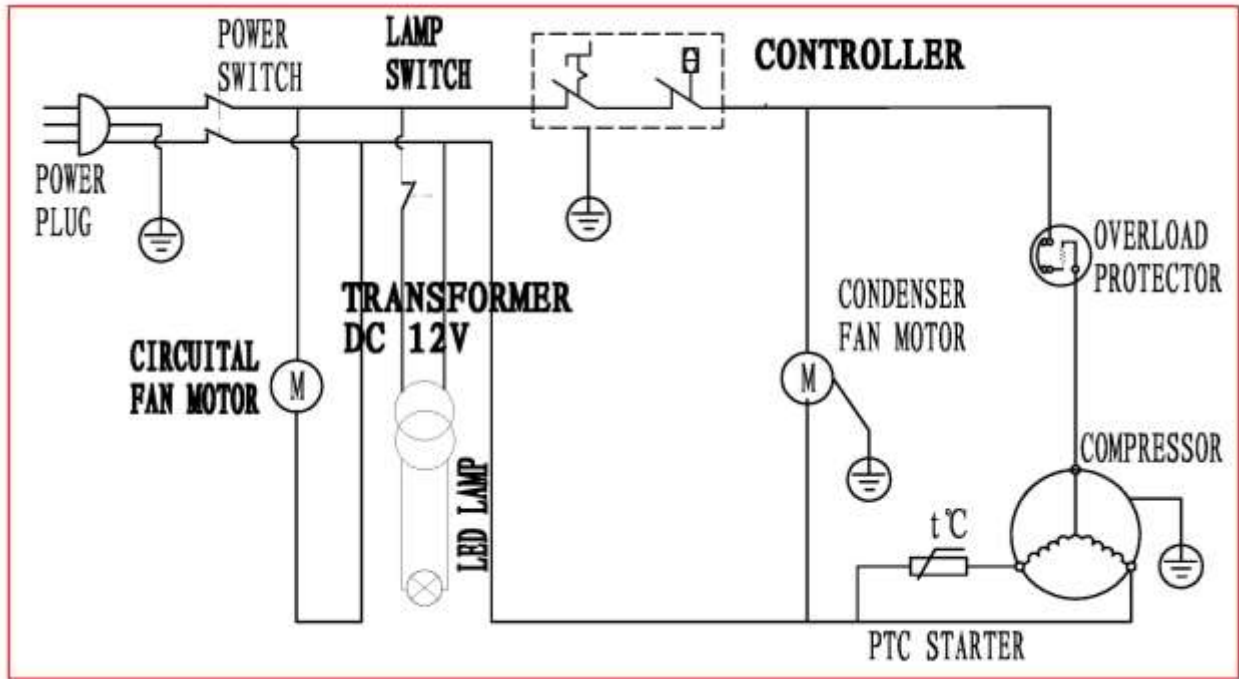 POWER
SWITCH
LAMP
SWITCH
CONTROLLER
POWER
PLUG
OVERLOAD
PROTECTOR
TRANSFORMER
DC 12V
CONDENSER
FAN MOTOR
CIRCUITAL
FAN MOTOR
M
M
COMPRESSOR
LED LAMP
t℃
PTC STARTER